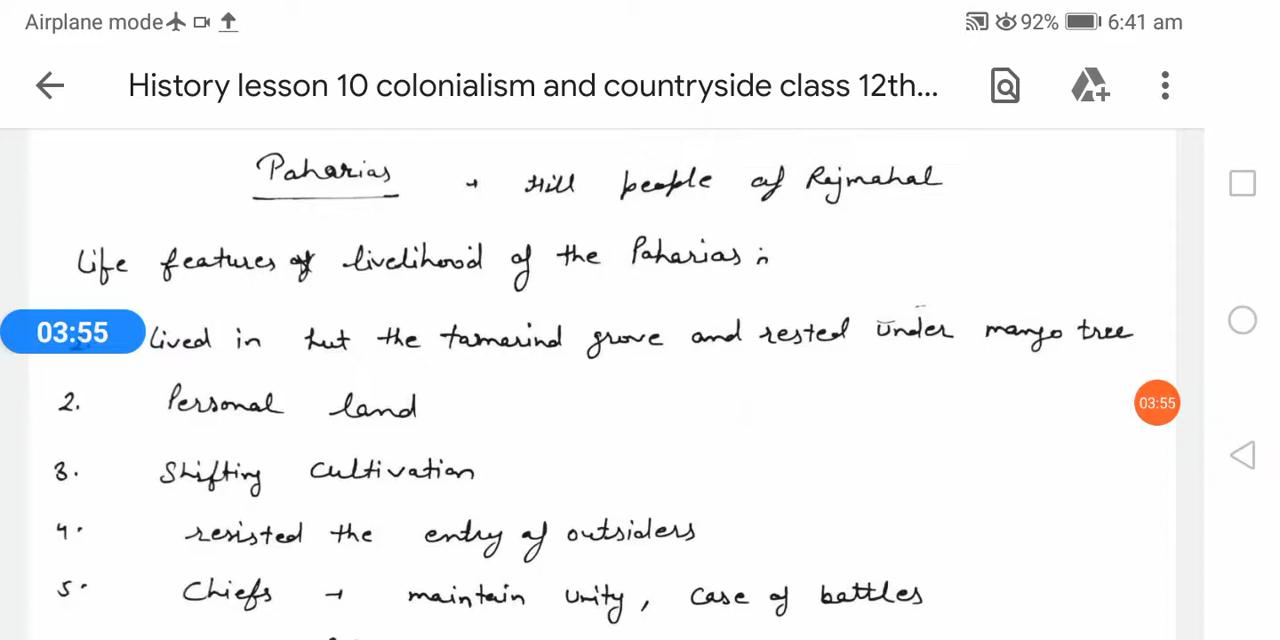 Airplane mode 92% 6:41 am
History lesson 10 colonialism and countryside class 12th...
Paharias → Hill people of Rajmahal
Life features of livelihood of the Paharias :
03:55 Lived in hut the tamarind grove and rested under mango tree
2. Personal land
03:55
3. Shifting cultivation
4. resisted the entry of outsiders
5. Chiefs → maintain unity, case of battles